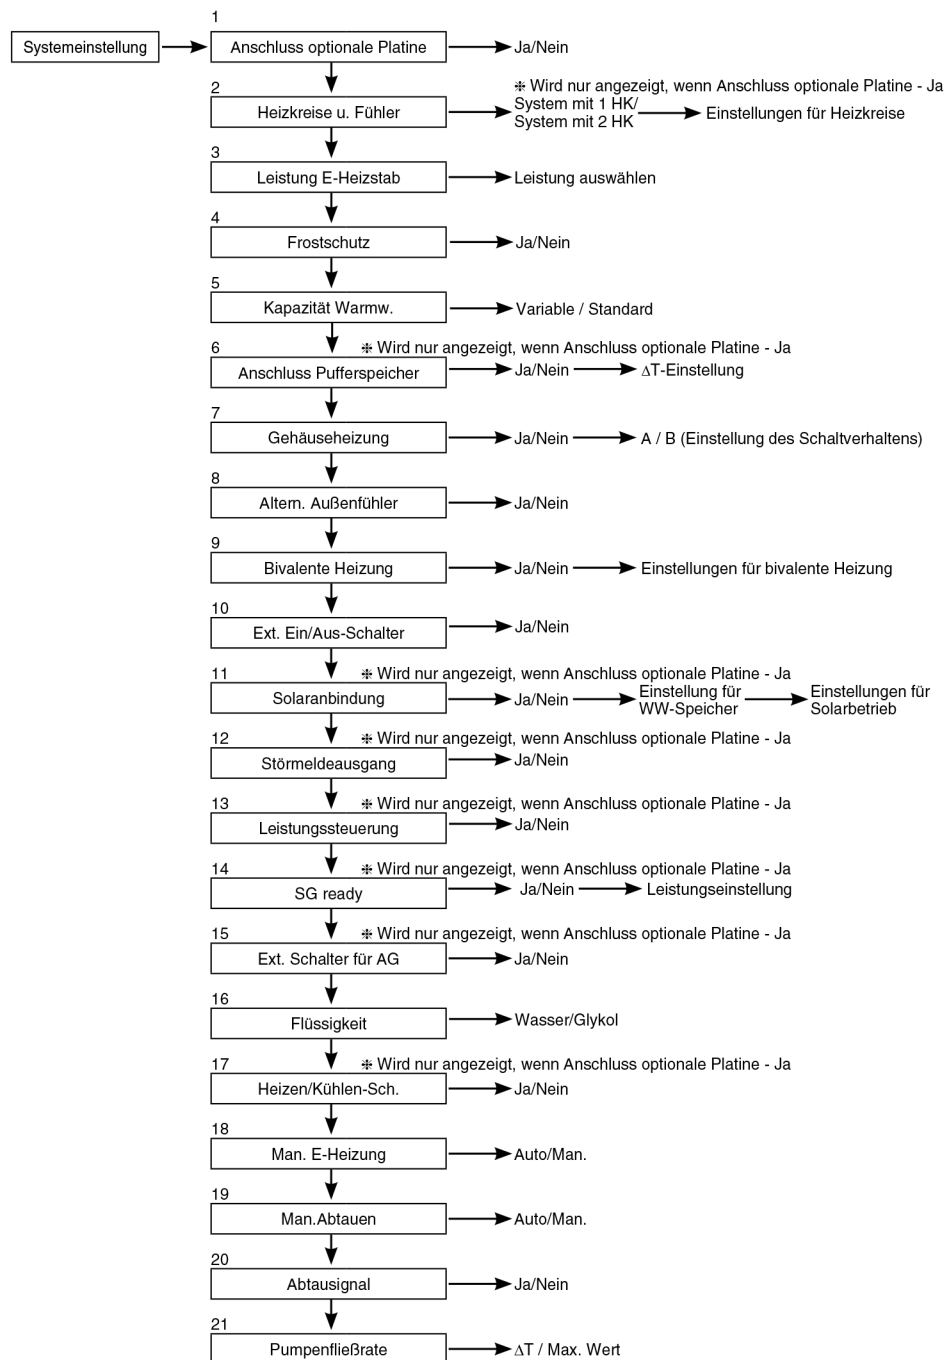 1
Systemeinstellung
Anschluss optionale Platine
Ja/Nein
※ Wird nur angezeigt, wenn Anschluss optionale Platine - Ja
2
Heizkreise u. Fühler
System mit 1 HK/
System mit 2 HK
Einstellungen für Heizkreise
3
Leistung E-Heizstab
Leistung auswählen
4
Frostschutz
Ja/Nein
5
Kapazität Warmw.
Variable / Standard
※ Wird nur angezeigt, wenn Anschluss optionale Platine - Ja
6
Anschluss Pufferspeicher
Ja/Nein
ΔT-Einstellung
7
Gehäuseheizung
Ja/Nein
A / B (Einstellung des Schaltverhaltens)
8
Altern. Außenfühler
Ja/Nein
9
Bivalente Heizung
Ja/Nein
Einstellungen für bivalente Heizung
10
Ext. Ein/Aus-Schalter
Ja/Nein
※ Wird nur angezeigt, wenn Anschluss optionale Platine - Ja
11
Solaranbindung
Ja/Nein
Einstellung für
WW-Speicher
Einstellungen für
Solarbetrieb
※ Wird nur angezeigt, wenn Anschluss optionale Platine - Ja
12
Störmeldeausgang
Ja/Nein
※ Wird nur angezeigt, wenn Anschluss optionale Platine - Ja
13
Leistungssteuerung
Ja/Nein
※ Wird nur angezeigt, wenn Anschluss optionale Platine - Ja
14
SG ready
Ja/Nein
Leistungseinstellung
※ Wird nur angezeigt, wenn Anschluss optionale Platine - Ja
15
Ext. Schalter für AG
Ja/Nein
16
Flüssigkeit
Wasser/Glykol
※ Wird nur angezeigt, wenn Anschluss optionale Platine - Ja
17
Heizen/Kühlen-Sch.
Ja/Nein
18
Man. E-Heizung
Auto/Man.
19
Man.Abtauen
Auto/Man.
20
Abtausignal
Ja/Nein
21
Pumpenfließrate
ΔT / Max. Wert